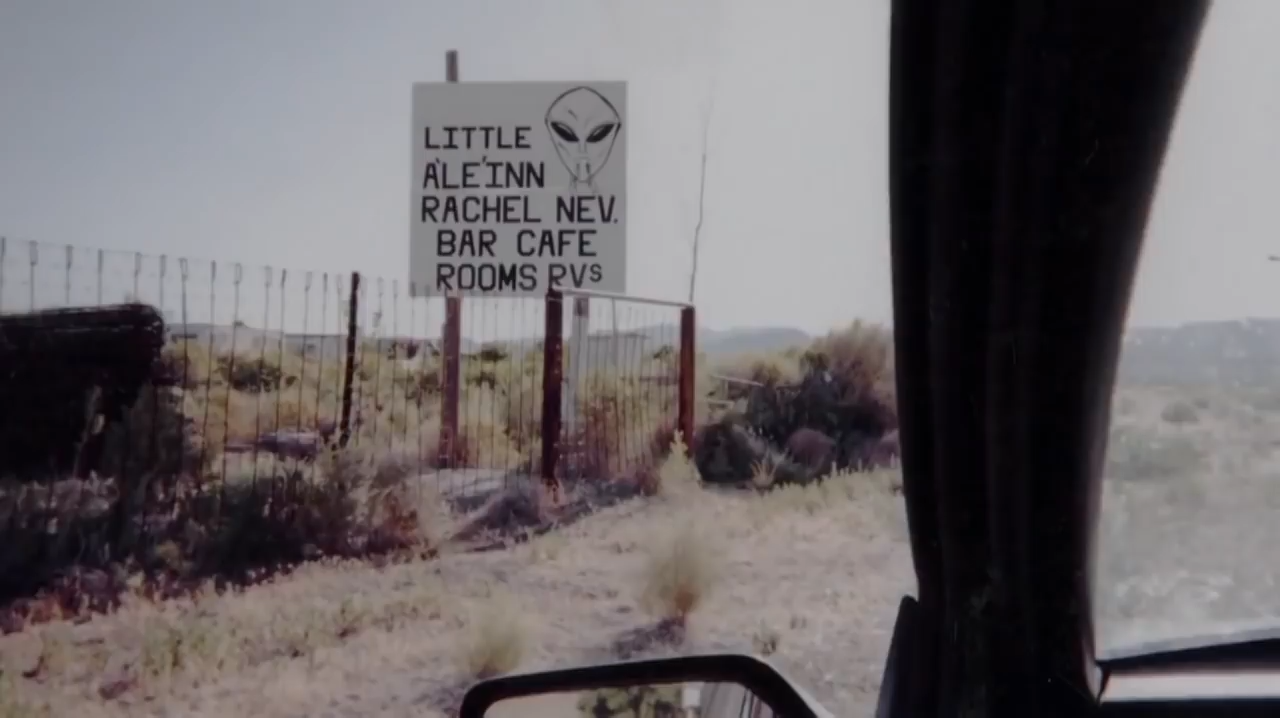 LITTLE
A'LE'INN
RACHEL NEV.
BAR CAFE
ROOMS RVs